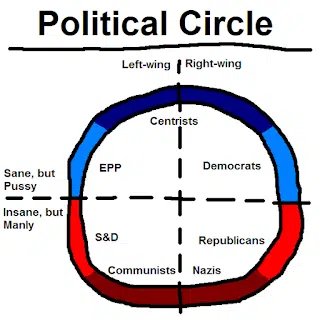 Political Circle
Left-wing
Right-wing
Centrists
EPP
Democrats
Sane, but
Pussy
Insane, but
Manly
S&D
Republicans
Communists
Nazis